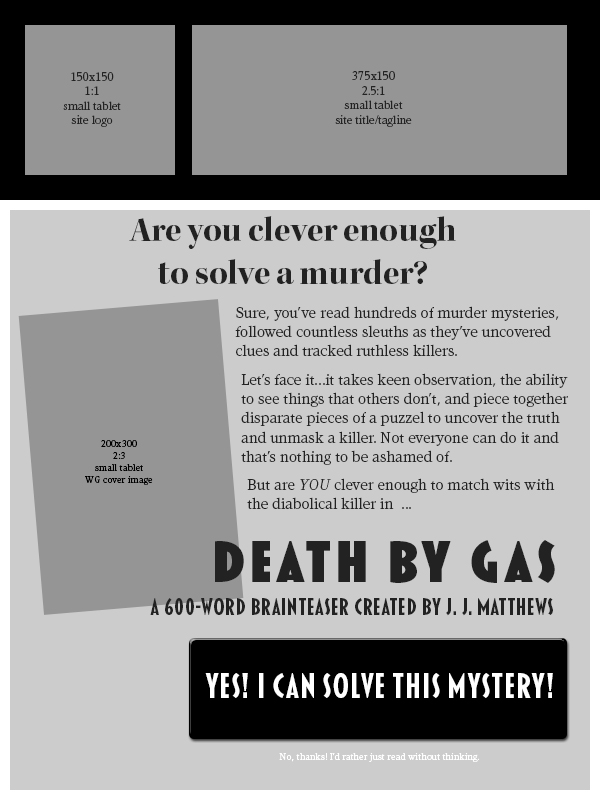 150x150
1:1
small tablet
site logo
375x150
2.5:1
small tablet
site title/tagline
Are you clever enough
to solve a murder?
Sure, you've read hundreds of murder mysteries,
followed countless sleuths as they've uncovered
clues and tracked ruthless killers.
Let's face it...it takes keen observation, the ability
to see things that others don't, and piece together
disparate pieces of a puzzel to uncover the truth
and unmask a killer. Not everyone can do it and
that's nothing to be ashamed of.
But are YOU clever enough to match wits with
the diabolical killer in ...
200x300
2:3
small tablet
WG cover image
DEATH BY GAS
A 600-WORD BRAINTEASER CREATED BY J. J. MATTHEWS
YES! I CAN SOLVE THIS MYSTERY!
No, thanks! I'd rather just read without thinking.